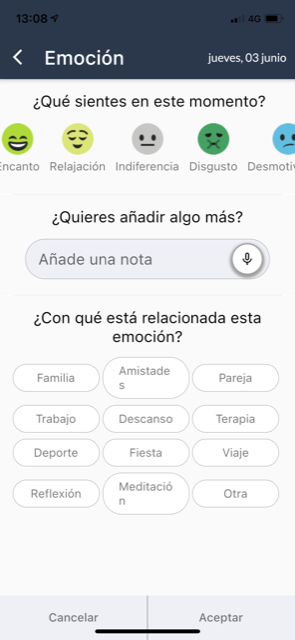 13:08
4G
Emoción
jueves, 03 junio
¿Qué sientes en este momento?
Encanto Relajación Indiferencia Disgusto Desmotiv
¿Quieres añadir algo más?
Añade una nota
¿Con qué está relacionada esta
emoción?
Familia
Amistade
s
Pareja
Trabajo Descanso Terapia
Deporte Fiesta Viaje
Reflexión
Meditació
n
Otra
Cancelar Aceptar